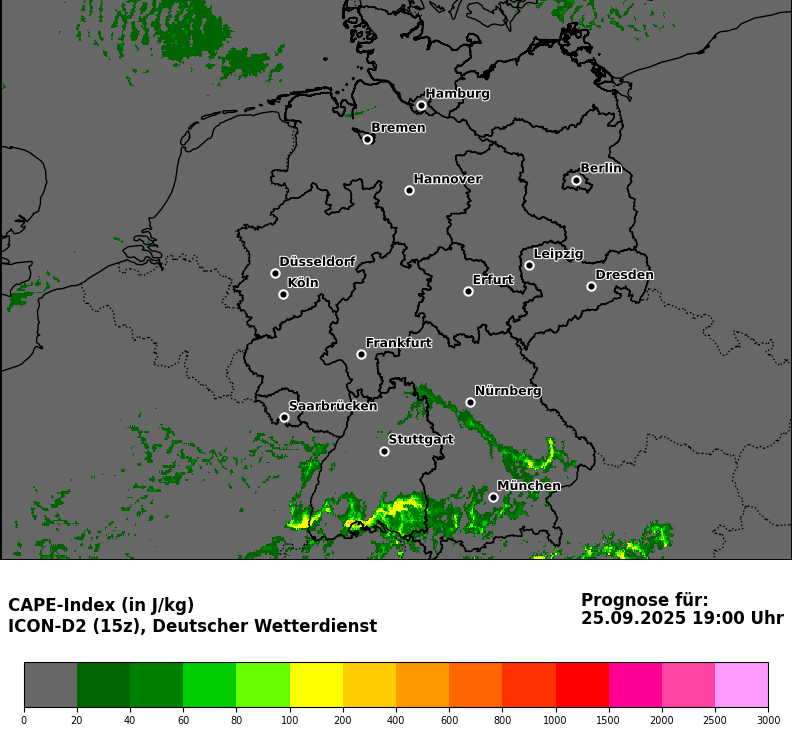 Hamburg
Bremen
Berlin
Hannover
Leipzig
Düsseldorf
Dresden
Köln
Erfurt
Frankfurt
Nürnberg
Saarbrücken
Stuttgart
München
CAPE-Index (in J/kg)
ICON-D2 (15z), Deutscher Wetterdienst
Prognose für:
25.09.2025 19:00 Uhr
0 20 40 60 80 100 200 400 600 800 1000 1500 2000 2500 3000